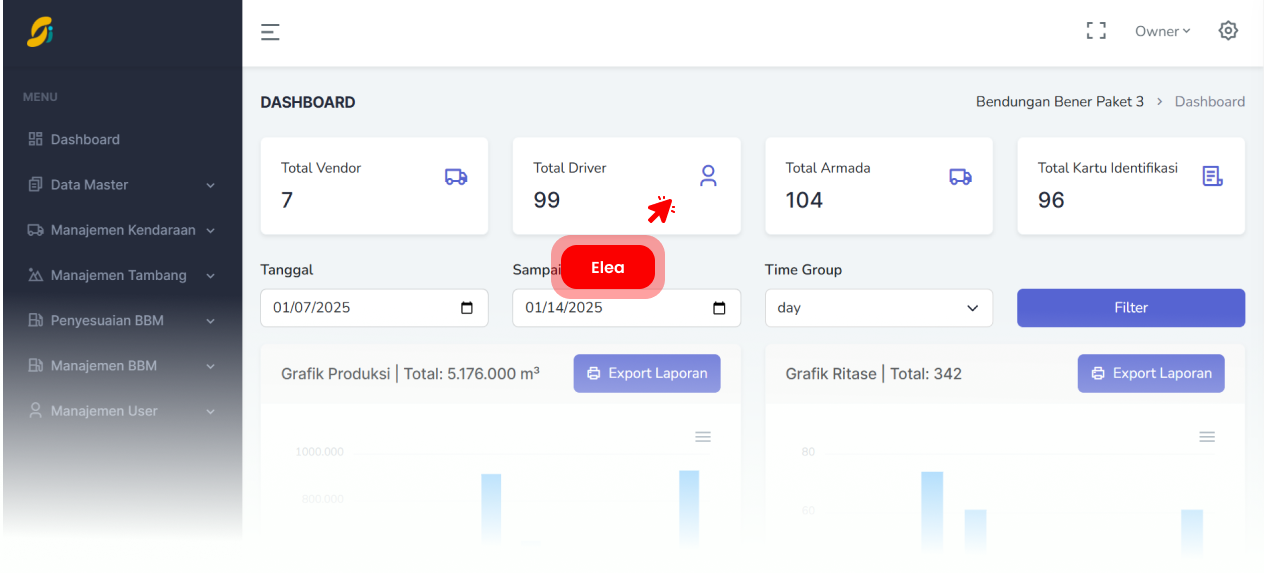 Owner
MENU
Dashboard
Data Master
Manajemen Kendaraan
Manajemen Tambang
Penyesuaian BBM
Manajemen BBM
Manajemen User
DASHBOARD
Bendungan Bener Paket 3 > Dashboard
Total Vendor
7
Total Driver
99
Total Armada
104
Total Kartu Identifikasi
96
Elea
Tanggal
01/07/2025
Sampai
01/14/2025
Time Group
day
Filter
Grafik Produksi | Total: 5.176.000 m³
Export Laporan
1000.000
800.000
Grafik Ritase | Total: 342
Export Laporan
80
60